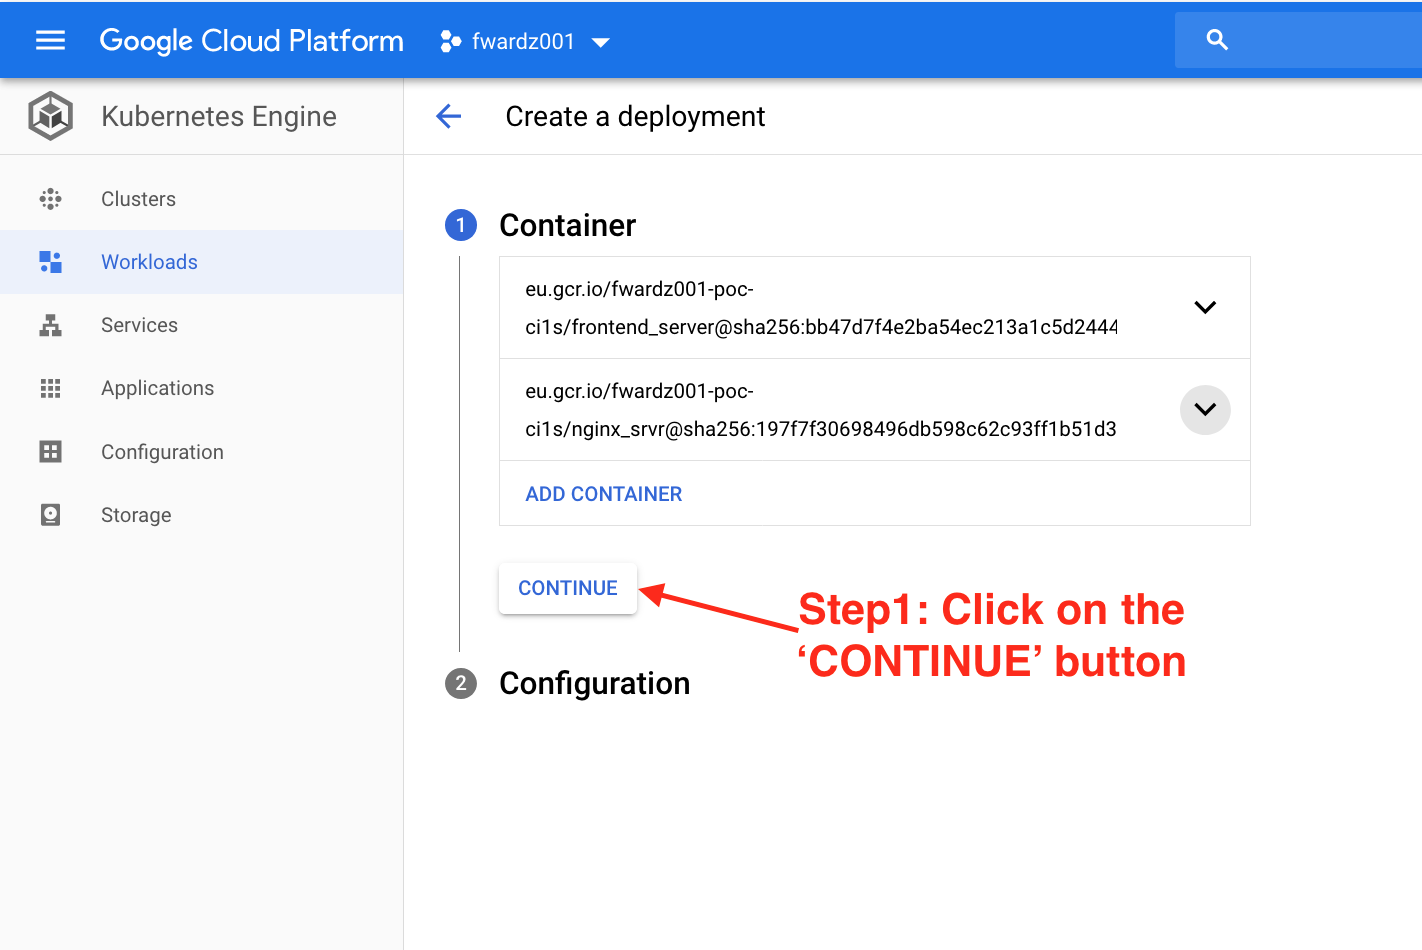 Google Cloud Platform
fwardz001
Kubernetes Engine
Create a deployment
Clusters
Workloads
Services
Applications
Configuration
Storage
1 Container
eu.gcr.io/fwardz001-poc-
ci1s/frontend_server@sha256:bb47d7f4e2ba54ec213a1c5d2444
eu.gcr.io/fwardz001-poc-
ci1s/nginx_srvr@sha256:197f7f30698496db598c62c93ff1b51d3
ADD CONTAINER
CONTINUE
Step1: Click on the
‘CONTINUE’ button
2 Configuration